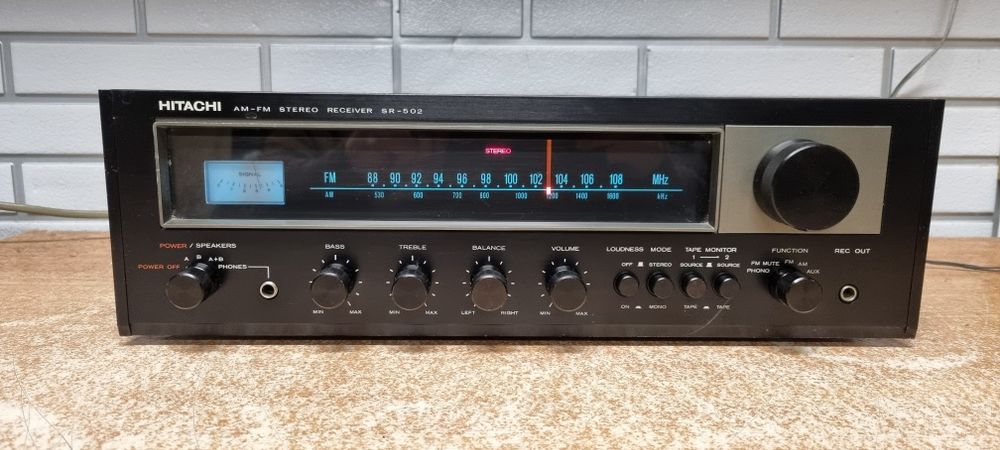 HITACHI AM-FM STEREO RECEIVER SR-502
STEREO
SIGNAL
FM 88 90 92 94 96 98 100 102 104 106 108 MHz
AM 530 600 700 800 1000 1200 1400 1600 kHz
POWER / SPEAKERS
A B A+B
POWER OFF PHONES
BASS
MIN MAX
TREBLE
MIN MAX
BALANCE
LEFT RIGHT
VOLUME
MIN MAX
LOUDNESS MODE TAPE MONITOR
1 2
OFF STEREO SOURCE SOURCE
ON MONO TAPE TAPE
FUNCTION
FM MUTE FM AM
PHONO AUX
REC OUT